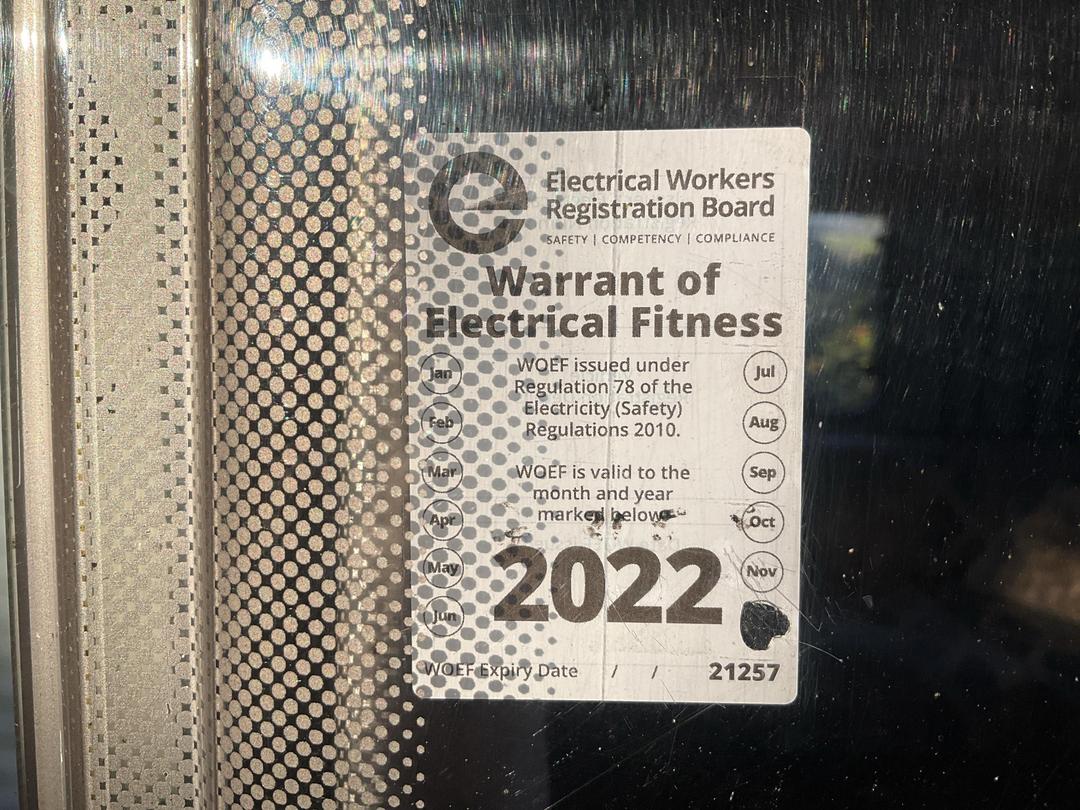 Electrical Workers
Registration Board
SAFETY | COMPETENCY | COMPLIANCE
Warrant of
Electrical Fitness
WOEF issued under
Regulation 78 of the
Electricity (Safety)
Regulations 2010.
WOEF is valid to the
month and year
marked below
2022
Jan
Feb
Mar
Apr
May
Jun
Jul
Aug
Sep
Oct
Nov
WOEF Expiry Date / / 21257